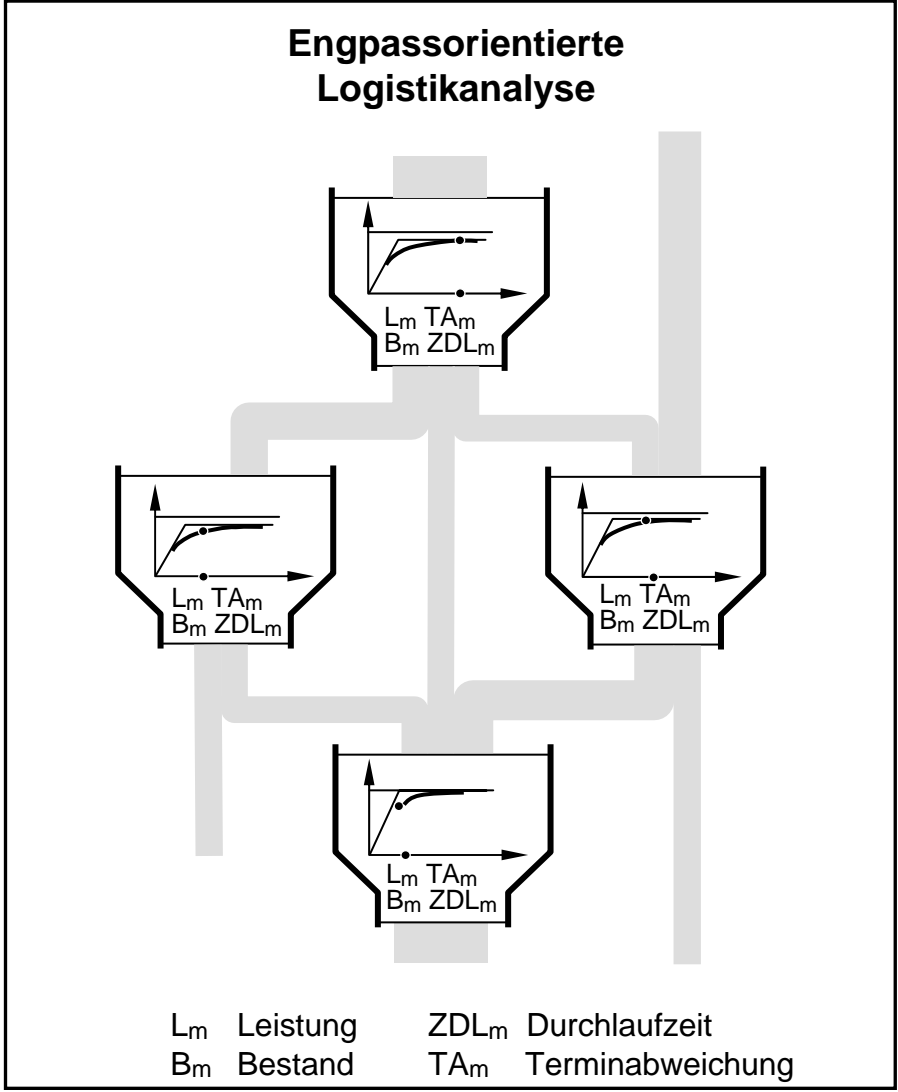 Engpassorientierte
Logistikanalyse
Lm TAm
Bm ZDLm
Lm TAm
Bm ZDLm
Lm TAm
Bm ZDLm
Lm TAm
Bm ZDLm
Lm Leistung ZDLm Durchlaufzeit
Bm Bestand TAm Terminabweichung